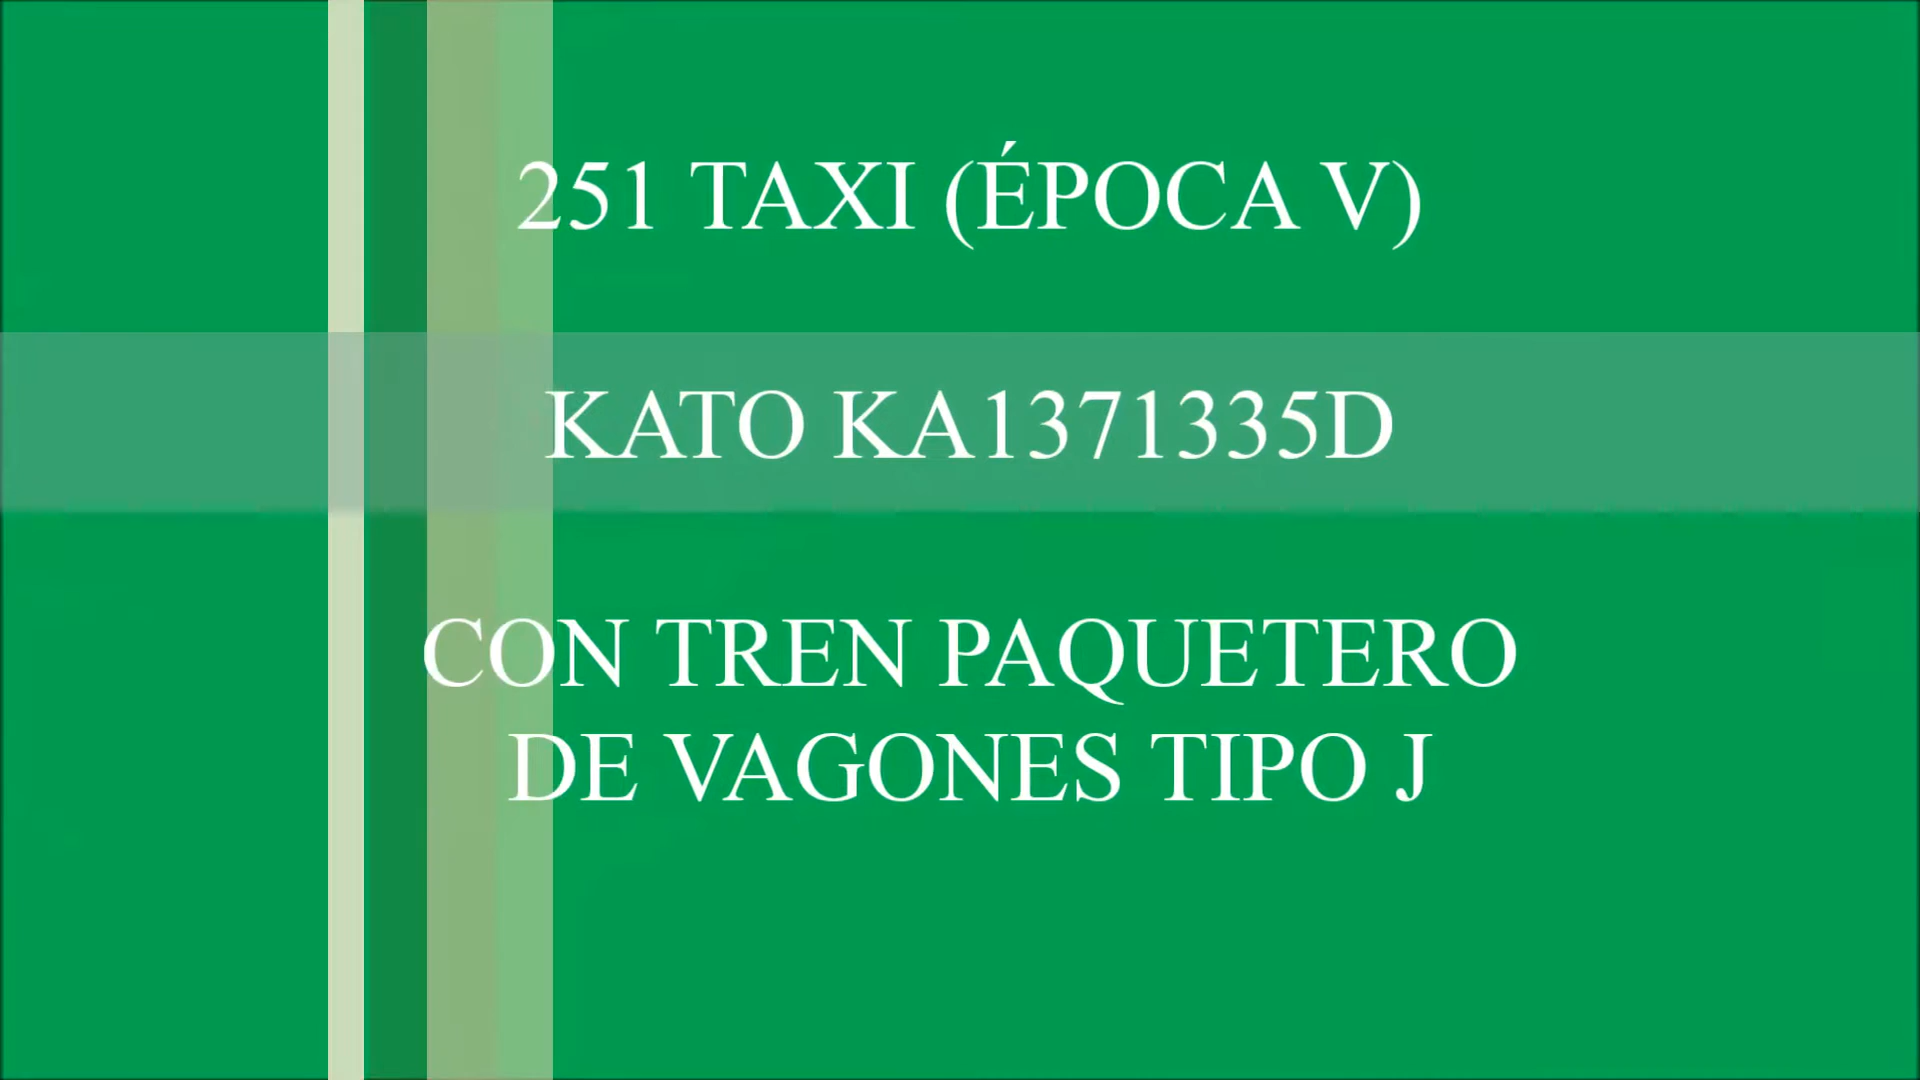 251 TAXI (ÉPOCA V)
KATO KA1371335D
CON TREN PAQUETERO
DE VAGONES TIPO J